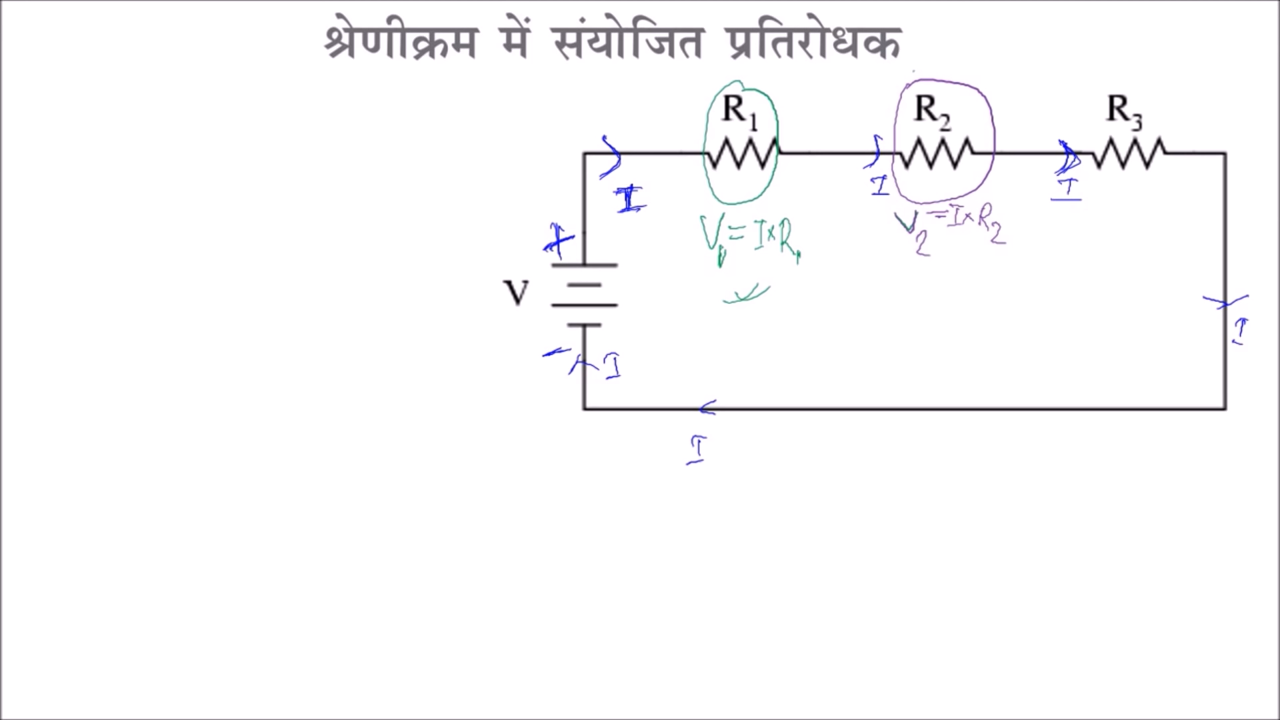 श्रेणीक्रम में संयोजित प्रतिरोधक
R₁ R₂ R₃
I I I
V₁ = I×R₁ V₂ = I×R₂
+
V
I
- I
I